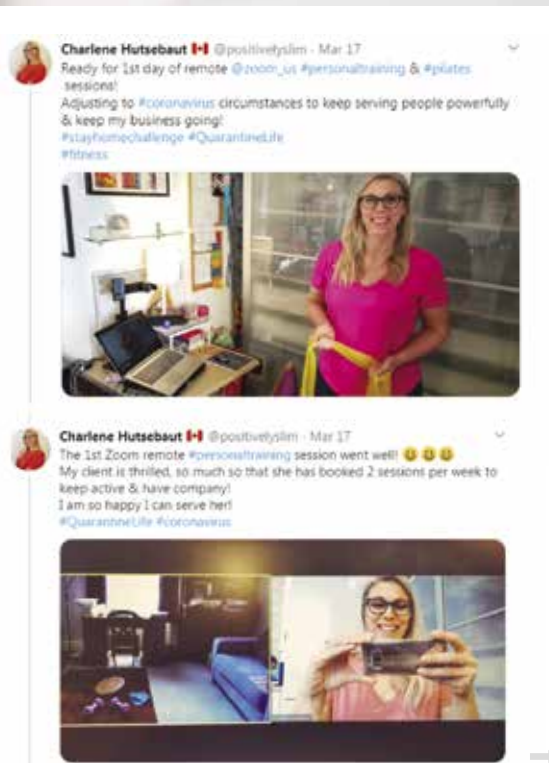 Charlene Hutsebaut @positivelyslim · Mar 17
Ready for 1st day of remote @zoom_us #personaltraining & #pilates
sessions!
Adjusting to #coronavirus circumstances to keep serving people powerfully
& keep my business going!
#stayhomechallenge #QuarantineLife
#fitness
Charlene Hutsebaut @positivelyslim · Mar 17
The 1st Zoom remote #personaltraining session went well!
My client is thrilled, so much so that she has booked 2 sessions per week to
keep active & have company!
I am so happy I can serve her!
#QuarantineLife #coronavirus